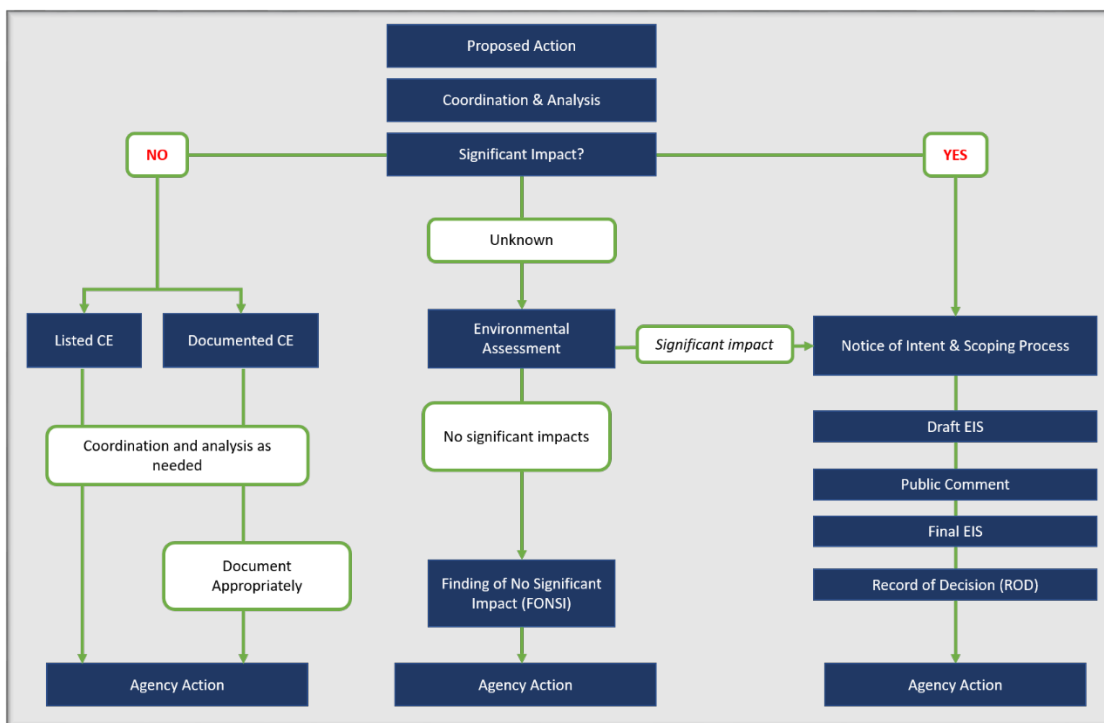 Proposed Action
Coordination & Analysis
NO
Significant Impact?
YES
Unknown
Listed CE
Documented CE
Environmental
Assessment
Significant impact
Notice of Intent & Scoping Process
Coordination and analysis as
needed
No significant impacts
Draft EIS
Public Comment
Final EIS
Document
Appropriately
Finding of No Significant
Impact (FONSI)
Record of Decision (ROD)
Agency Action
Agency Action
Agency Action